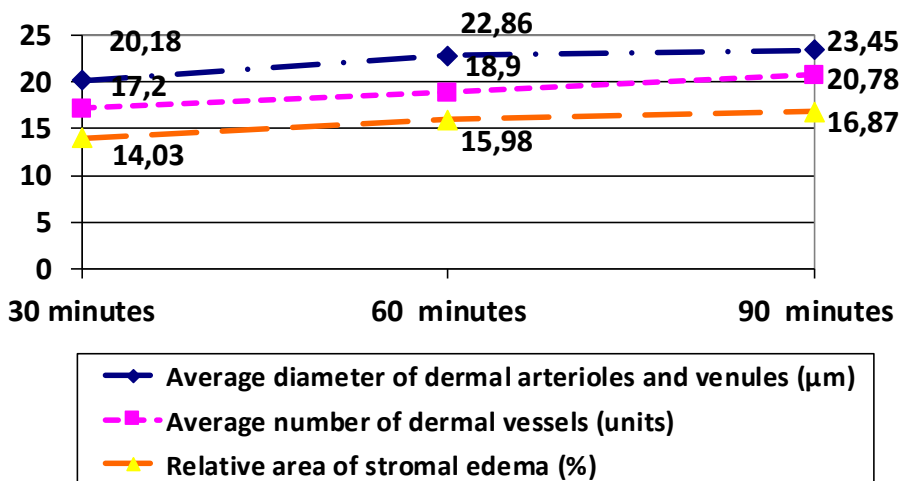 25
20
15
10
5
0
20,18
22,86
23,45
17,2
18,9
20,78
14,03
15,98
16,87
30 minutes
60 minutes
90 minutes
Average diameter of dermal arterioles and venules (μm)
Average number of dermal vessels (units)
Relative area of stromal edema (%)